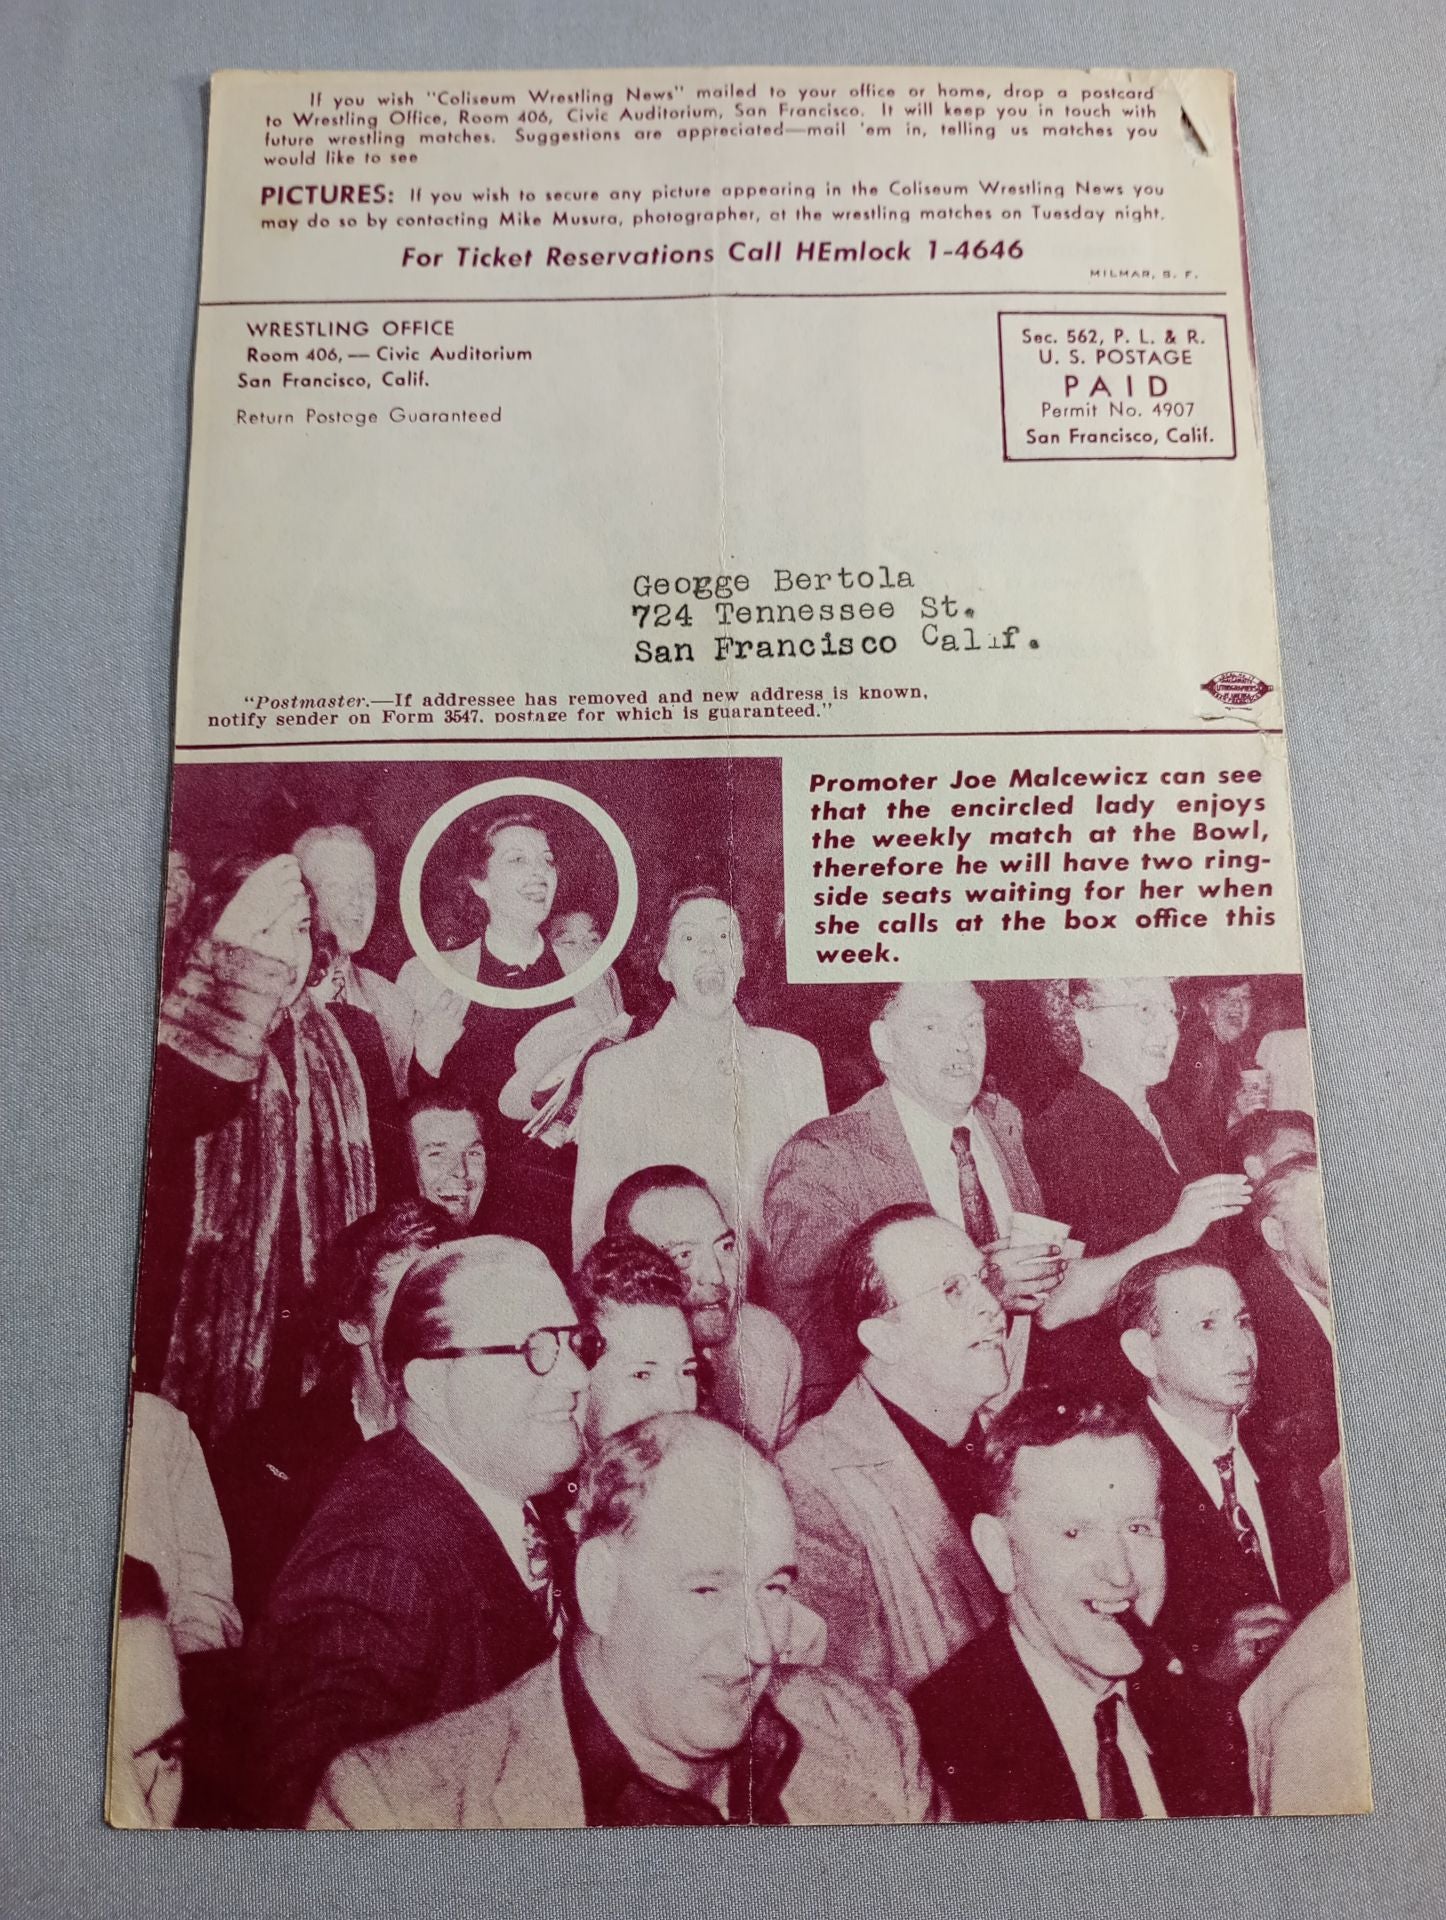 If you wish "Coliseum Wrestling News" mailed to your office or home, drop a postcard
to Wrestling Office, Room 406, Civic Auditorium, San Francisco. It will keep you in touch with
future wrestling matches. Suggestions are appreciated—mail 'em in, telling us matches you
would like to see
PICTURES: If you wish to secure any picture appearing in the Coliseum Wrestling News you
may do so by contacting Mike Musura, photographer, at the wrestling matches on Tuesday night.
For Ticket Reservations Call HEmlock 1-4646
MILMAR, S. F.
WRESTLING OFFICE
Room 406, — Civic Auditorium
San Francisco, Calif.
Return Postage Guaranteed
Sec. 562, P. L. & R.
U. S. POSTAGE
PAID
Permit No. 4907
San Francisco, Calif.
Geogge Bertola
724 Tennessee St.
San Francisco Calif.
"Postmaster.—If addressee has removed and new address is known,
notify sender on Form 3547. postage for which is guaranteed."
Promoter Joe Malcewicz can see
that the encircled lady enjoys
the weekly match at the Bowl,
therefore he will have two ring-
side seats waiting for her when
she calls at the box office this
week.